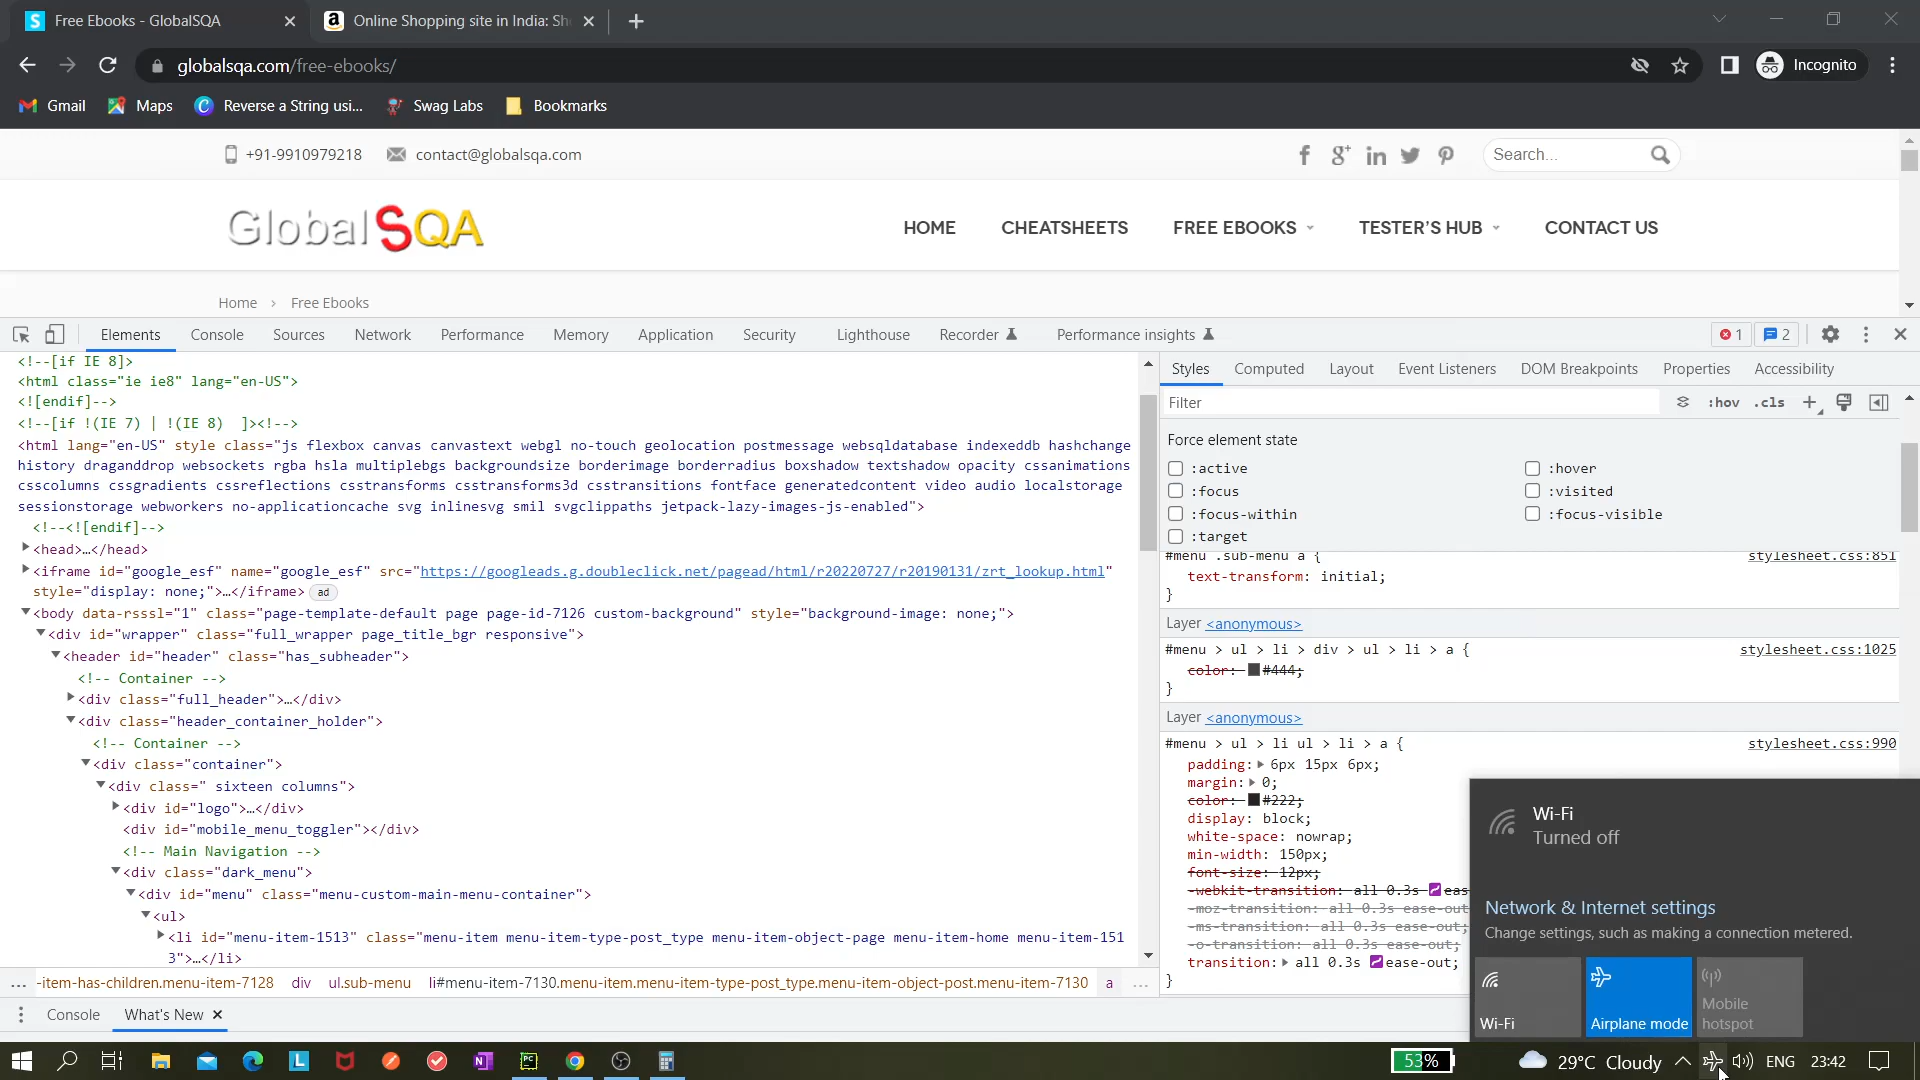 Free Ebooks - GlobalSQA
Online Shopping site in India: Sh
globalsqa.com/free-ebooks/
Incognito
Gmail
Maps
Reverse a String usi...
Swag Labs
Bookmarks
+91-9910979218
contact@globalsqa.com
Search...
GlobalSQA
HOME
CHEATSHEETS
FREE EBOOKS
TESTER'S HUB
CONTACT US
Home > Free Ebooks
Elements
Console
Sources
Network
Performance
Memory
Application
Security
Lighthouse
Recorder
Performance insights
1
2
<!--[if IE 8]>
<html class="ie ie8" lang="en-US">
<![endif]-->
<!--[if !(IE 7) | !(IE 8)  ]><!-->
<html lang="en-US" style class="js flexbox canvas canvastext webgl no-touch geolocation postmessage websqldatabase indexeddb hashchange
history draganddrop websockets rgba hsla multiplebgs backgroundsize borderimage borderradius boxshadow textshadow opacity cssanimations
csscolumns cssgradients cssreflections csstransforms csstransforms3d csstransitions fontface generatedcontent video audio localstorage
sessionstorage webworkers no-applicationcache svg inlinesvg smil svgclippaths jetpack-lazy-images-js-enabled">
<!--<![endif]-->
<head>…</head>
<iframe id="google_esf" name="google_esf" src="https://googleads.g.doubleclick.net/pagead/html/r20220727/r20190131/zrt_lookup.html"
style="display: none;">…</iframe> ad
<body data-rsssl="1" class="page-template-default page page-id-7126 custom-background" style="background-image: none;">
<div id="wrapper" class="full_wrapper page_title_bgr responsive">
<header id="header" class="has_subheader">
<!-- Container -->
<div class="full_header">…</div>
<div class="header_container_holder">
<!-- Container -->
<div class="container">
<div class=" sixteen columns">
<div id="logo">…</div>
<div id="mobile_menu_toggler"></div>
<!-- Main Navigation -->
<div class="dark_menu">
<div id="menu" class="menu-custom-main-menu-container">
<ul>
<li id="menu-item-1513" class="menu-item menu-item-type-post_type menu-item-object-page menu-item-home menu-item-151
3">…</li>
... -item-has-children.menu-item-7128 div ul.sub-menu li#menu-item-7130.menu-item.menu-item-type-post_type.menu-item-object-post.menu-item-7130 a ...
Console
What's New
Styles
Computed
Layout
Event Listeners
DOM Breakpoints
Properties
Accessibility
Filter
:hov
.cls
Force element state
:active
:hover
:focus
:visited
:focus-within
:focus-visible
:target
#menu .sub-menu a {
stylesheet.css:851
text-transform: initial;
}
Layer <anonymous>
#menu > ul > li > div > ul > li > a {
stylesheet.css:1025
color: #444;
}
Layer <anonymous>
#menu > ul > li ul > li > a {
stylesheet.css:990
padding: 6px 15px 6px;
margin: 0;
color: #222;
display: block;
white-space: nowrap;
min-width: 150px;
font-size: 12px;
-webkit-transition: all 0.3s eas
-moz-transition: all 0.3s ease-out
-ms-transition: all 0.3s ease-out;
-o-transition: all 0.3s ease-out;
transition: all 0.3s ease-out;
}
Wi-Fi
Turned off
Network & Internet settings
Change settings, such as making a connection metered.
Wi-Fi
Airplane mode
Mobile
hotspot
53%
29°C Cloudy
ENG
23:42